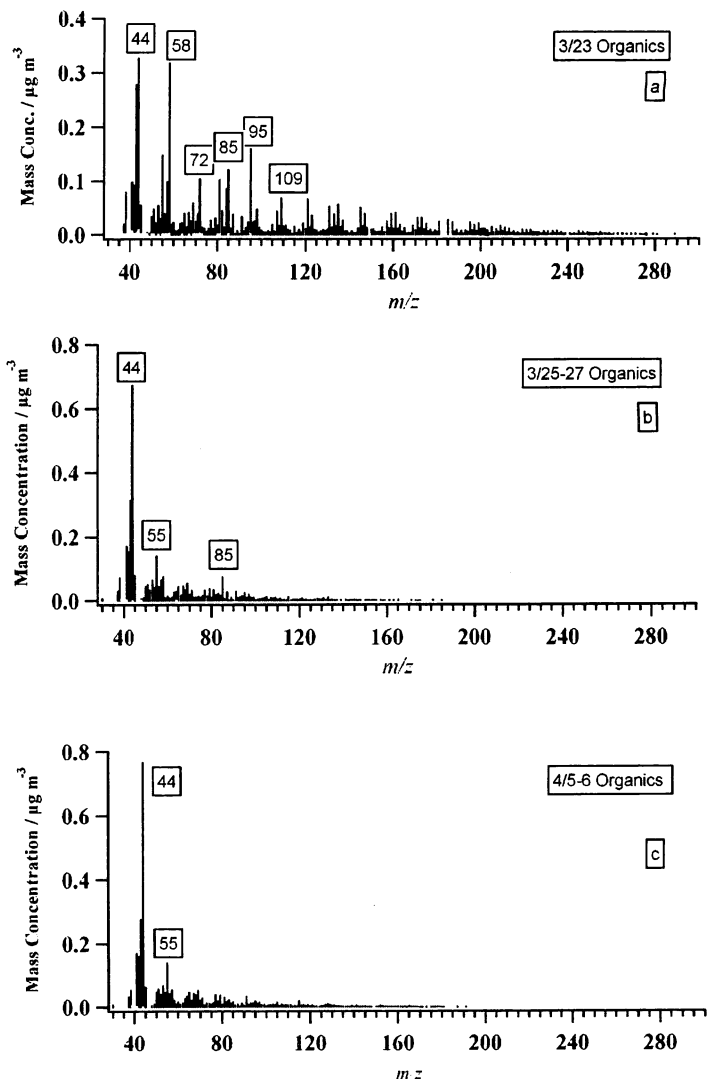 0.4
44
58
3/23 Organics
a
0.3
95
0.2
85
72
109
0.1
0.0
Mass Conc. / µg m⁻³
40 80 120 160 200 240 280
m/z
0.8
44
3/25-27 Organics
b
0.6
0.4
55
85
0.2
0.0
Mass Concentration / µg m⁻³
40 80 120 160 200 240 280
m/z
0.8
44
4/5-6 Organics
c
0.6
0.4
55
0.2
0.0
Mass Concentration / µg m⁻³
40 80 120 160 200 240 280
m/z